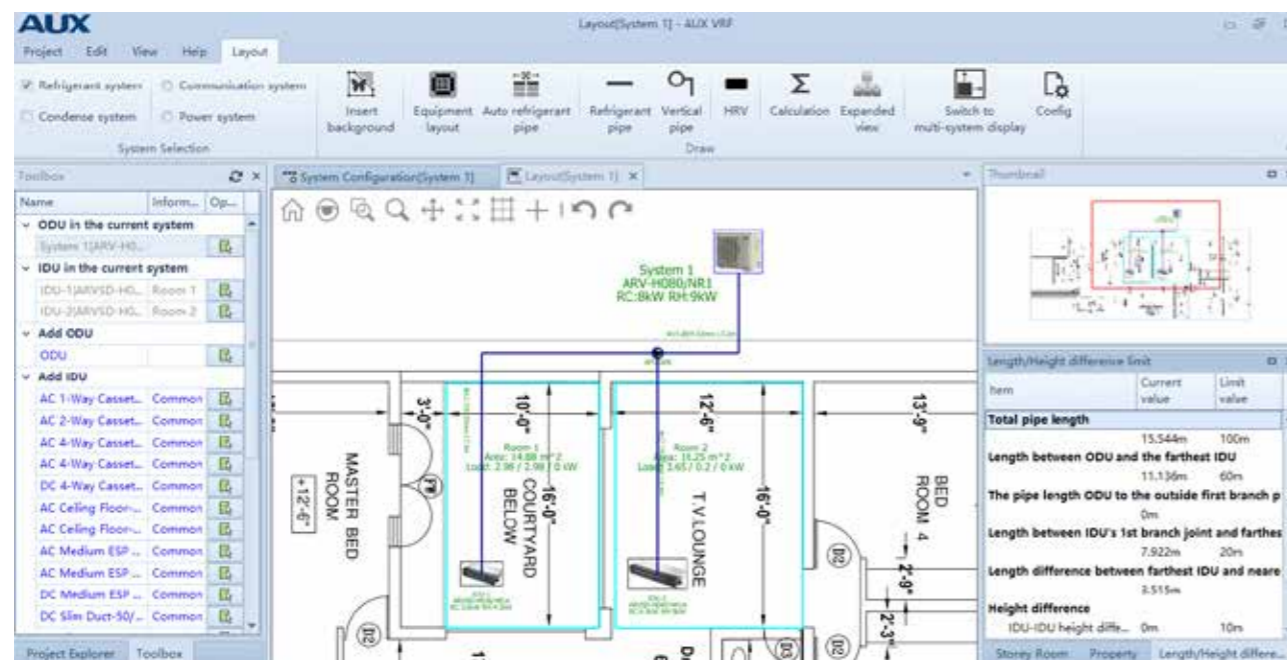 AUX
Layout[System 1] - AUX VRF
Project Edit View Help Layout
Refrigerant system Communication system
Condense system Power system
System Selection
Insert background
Equipment layout
Auto refrigerant pipe
Refrigerant pipe
Vertical pipe
HRV
Calculation
Expanded view
Switch to multi-system display
Config
Draw
Toolbox
Name Inform... Op...
ODU in the current system
System 1[ARV-H0...
IDU in the current system
IDU-1[ARVSD-H0... Room 1
IDU-2[ARVSD-H0... Room 2
Add ODU
ODU
Add IDU
AC 1-Way Casset... Common
AC 2-Way Casset... Common
AC 4-Way Casset... Common
AC 4-Way Casset... Common
DC 4-Way Casset... Common
AC Ceiling Floor-... Common
AC Ceiling Floor-... Common
AC Medium ESP ... Common
AC Medium ESP ... Common
DC Medium ESP ... Common
DC Slim Duct-50/... Common
Project Explorer Toolbox
System Configuration[System 1] Layout[System 1]
System 1
ARV-H080/NR1
RC:8kW RH:9kW
3'-0"
10'-0"
12'-6"
13'-9"
Room 1
Area: 14.88 m^2
Load: 2.98 / 2.98 / 0 kW
Room 2
MASTER BED ROOM
+12'-6"
FW
COURTYARD BELOW
16'-0"
T.V.LOUNGE
16'-0"
BED ROOM 4
D2
2'-9"
2'-3"
D2
D3
D2
Thumbnail
Length/Height difference limit
Item Current value Limit value
Total pipe length
15.544m 100m
Length between ODU and the farthest IDU
11.136m 60m
The pipe length ODU to the outside first branch p
0m
Length between IDU's 1st branch joint and farthes
7.922m 20m
Length difference between farthest IDU and neare
3.515m
Height difference
IDU-IDU height diffe... 0m 10m
Storey Room Property Length/Height differe...